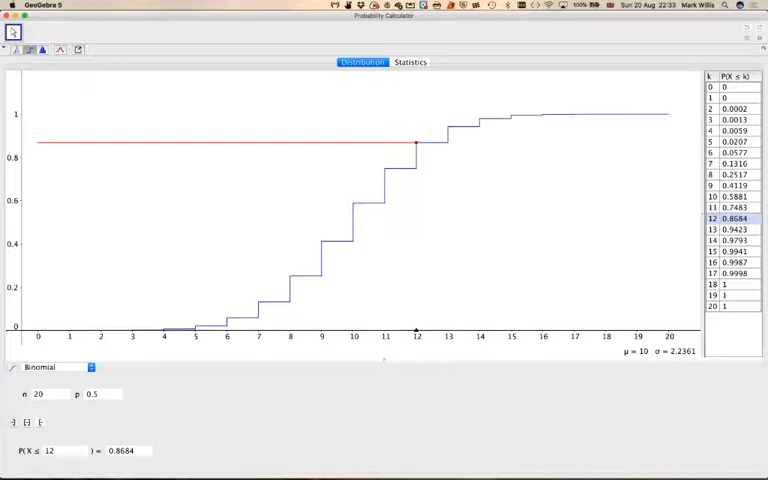 GeoGebra 5
100%
Sun 20 Aug 22:33 Mark Willis
Probability Calculator
Distribution Statistics
k P(X ≤ k)
0 0
1 0
2 0.0002
3 0.0013
4 0.0059
5 0.0207
6 0.0577
7 0.1316
8 0.2517
9 0.4119
10 0.5881
11 0.7483
12 0.8684
13 0.9423
14 0.9793
15 0.9941
16 0.9987
17 0.9998
18 1
19 1
20 1
1
0.8
0.6
0.4
0.2
0
0 1 2 3 4 5 6 7 8 9 10 11 12 13 14 15 16 17 18 19 20
μ = 10 σ = 2.2361
Binomial
n 20 p 0.5
P(X ≤ 12 ) = 0.8684